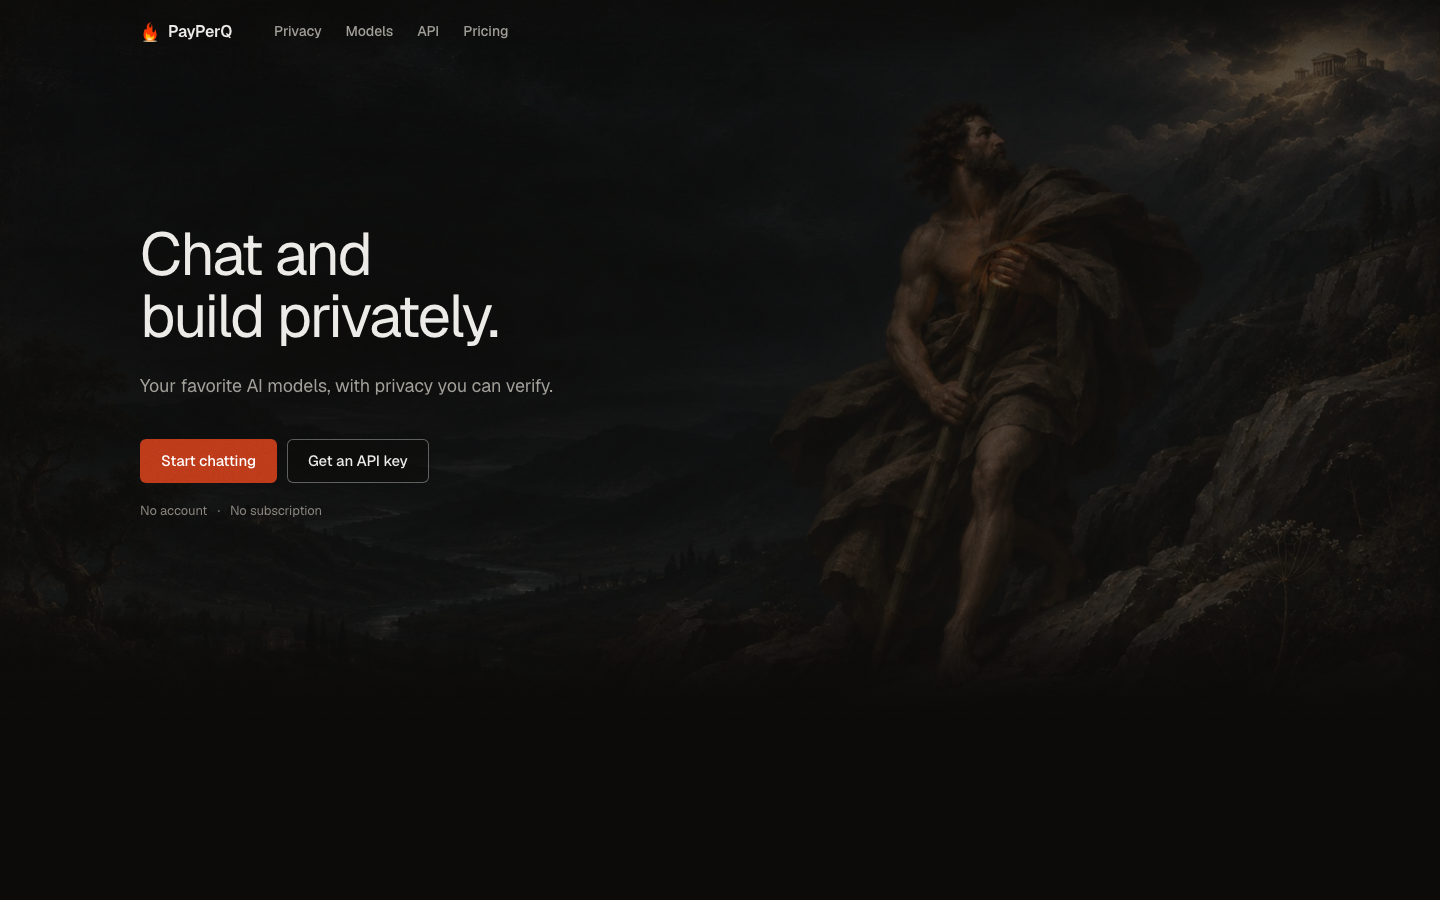 PayPerQ
Privacy
Models
API
Pricing
Chat and
build privately.
Your favorite AI models, with privacy you can verify.
Start chatting
Get an API key
No account · No subscription